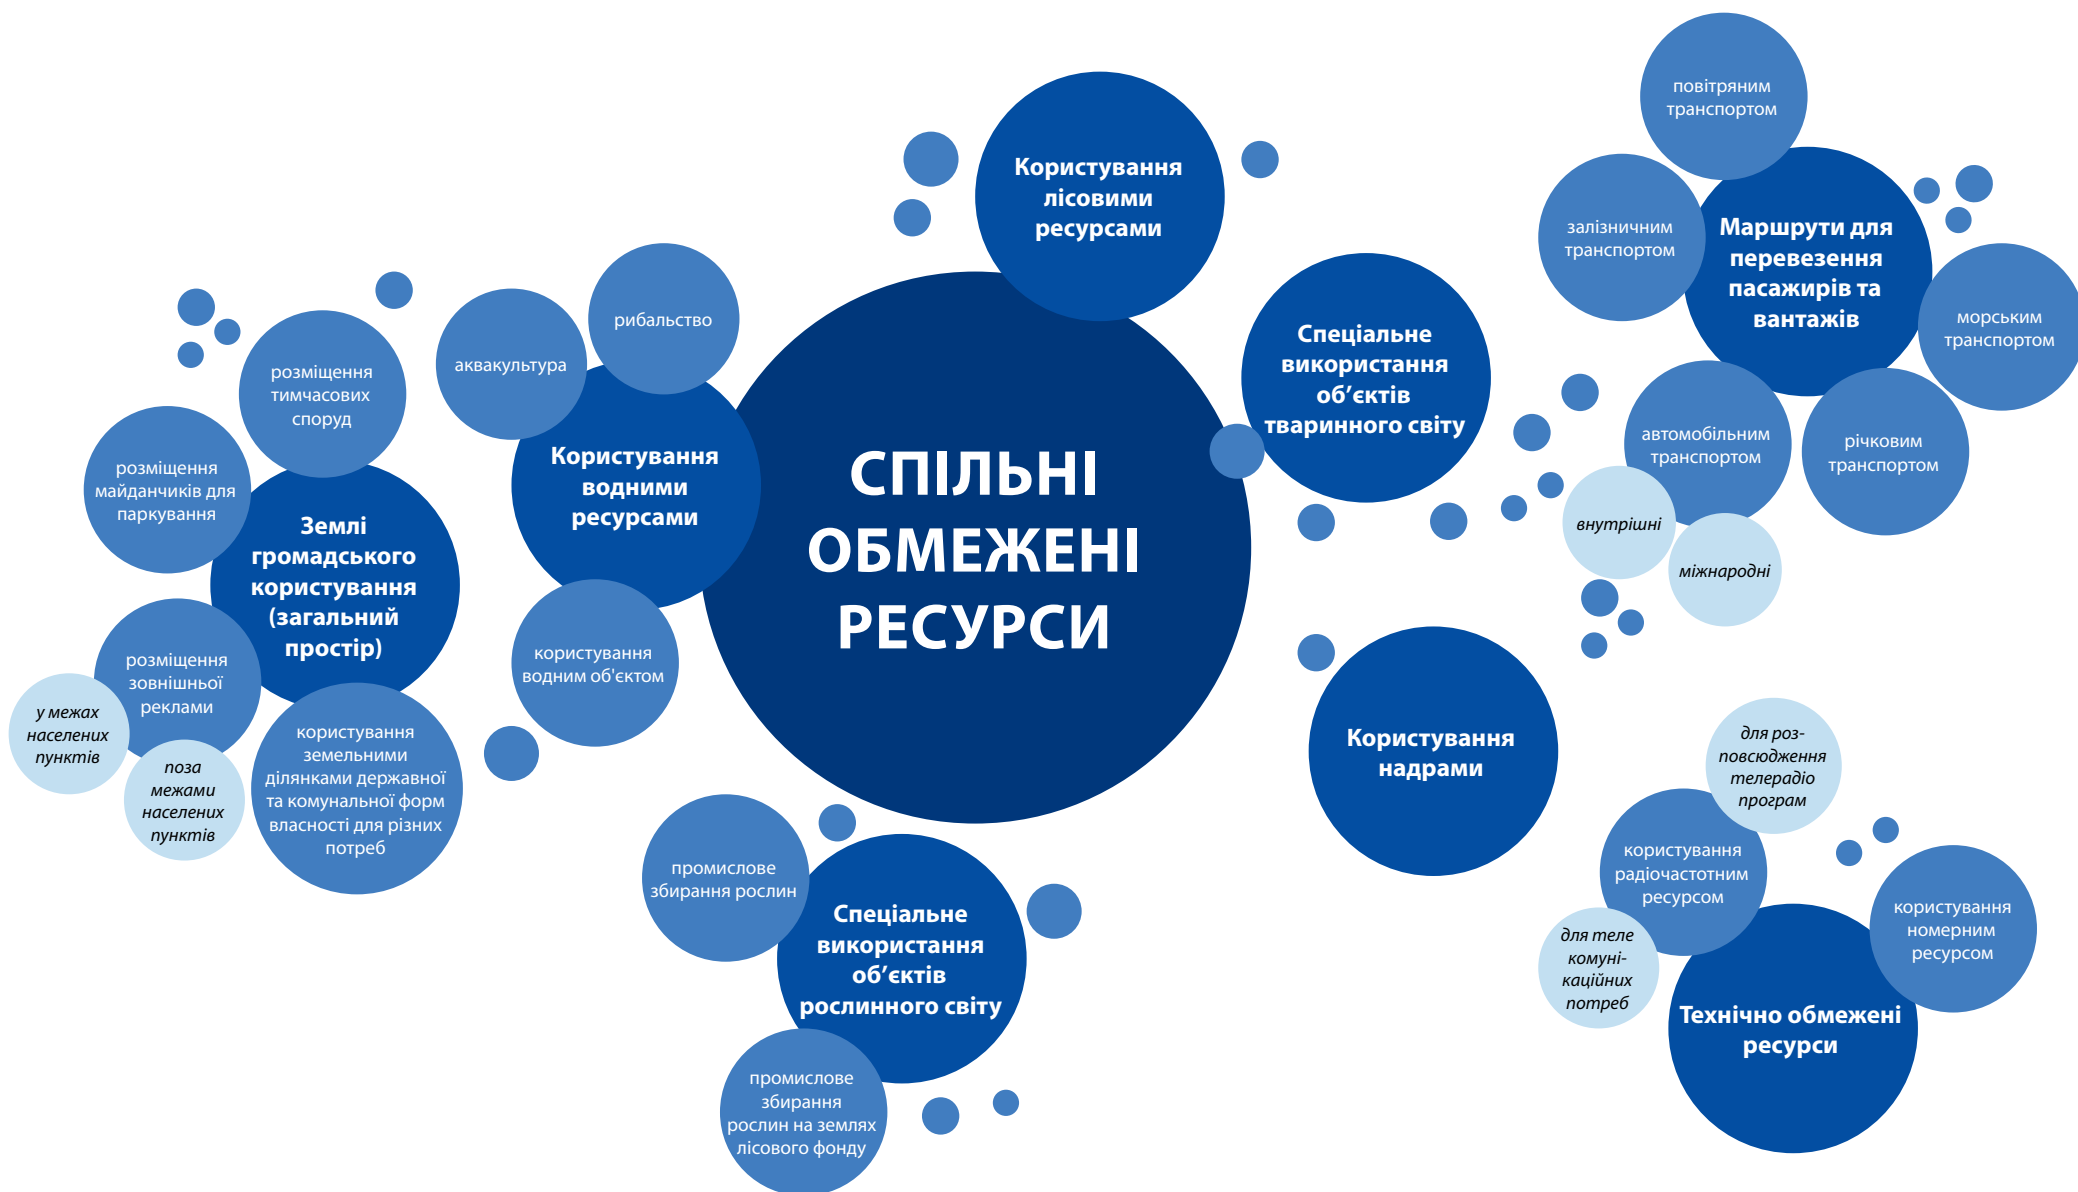 СПІЛЬНІ
ОБМЕЖЕНІ
РЕСУРСИ
Користування
лісовими
ресурсами
Спеціальне
використання
об’єктів
тваринного світу
Маршрути для
перевезення
пасажирів та
вантажів
повітряним
транспортом
залізничним
транспортом
морським
транспортом
річковим
транспортом
автомобільним
транспортом
внутрішні
міжнародні
Користування
надрами
Технічно обмежені
ресурси
користування
радіочастотним
ресурсом
для роз-
повсюдження
телерадіо
програм
для теле
комуні-
каційних
потреб
користування
номерним
ресурсом
Спеціальне
використання
об’єктів
рослинного світу
промислове
збирання рослин
промислове
збирання
рослин на землях
лісового фонду
Користування
водними
ресурсами
аквакультура
рибальство
користування
водним об'єктом
Землі
громадського
користування
(загальний
простір)
розміщення
тимчасових
споруд
розміщення
майданчиків для
паркування
розміщення
зовнішньої
реклами
у межах
населених
пунктів
поза
межами
населених
пунктів
користування
земельними
ділянками державної
та комунальної форм
власності для різних
потреб